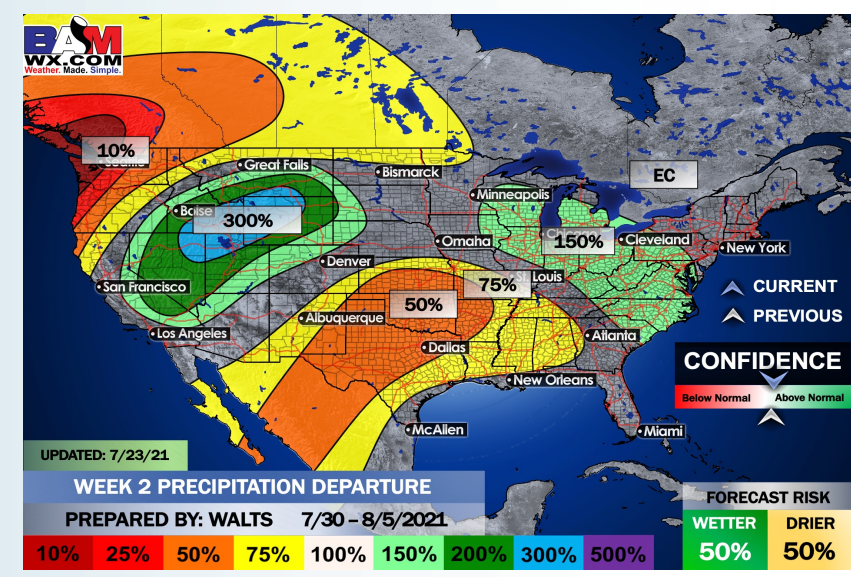 BAM
WX.COM
Weather. Made. Simple.
10%
Seattle
Great Falls
Bismarck
Minneapolis
EC
Boise
300%
Omaha
Chicago
150%
Cleveland
New York
Denver
San Francisco
75%
St. Louis
50%
CURRENT
PREVIOUS
Los Angeles
Albuquerque
Dallas
Atlanta
CONFIDENCE
Below Normal
Above Normal
New Orleans
McAllen
Miami
UPDATED: 7/23/21
WEEK 2 PRECIPITATION DEPARTURE
PREPARED BY: WALTS 7/30 – 8/5/2021
10% 25% 50% 75% 100% 150% 200% 300% 500%
FORECAST RISK
WETTER DRIER
50% 50%